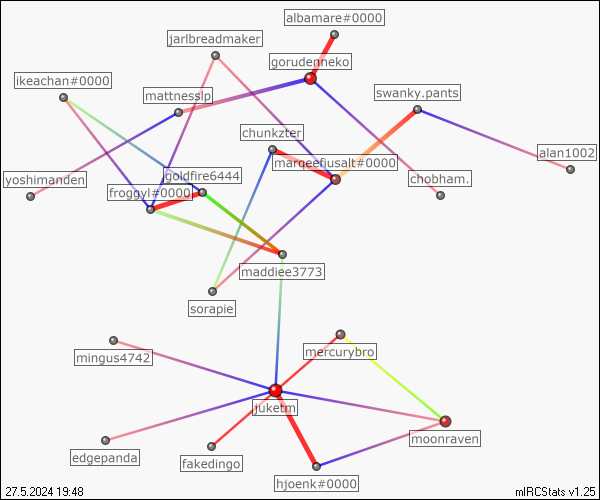 albamare#0000
jarlbreadmaker
gorudenneko
ikeachan#0000
mattnesslp
swanky.pants
chunkzter
marqeefiusalt#0000
alan1002
yoshimanden
goldfire6444
froggyl#0000
chobham.
maddiee3773
sorapie
mingus4742
mercurybro
juketm
moonraven
edgepanda
fakedingo
hjoenk#0000
27.5.2024 19:48
mIRCStats v1.25